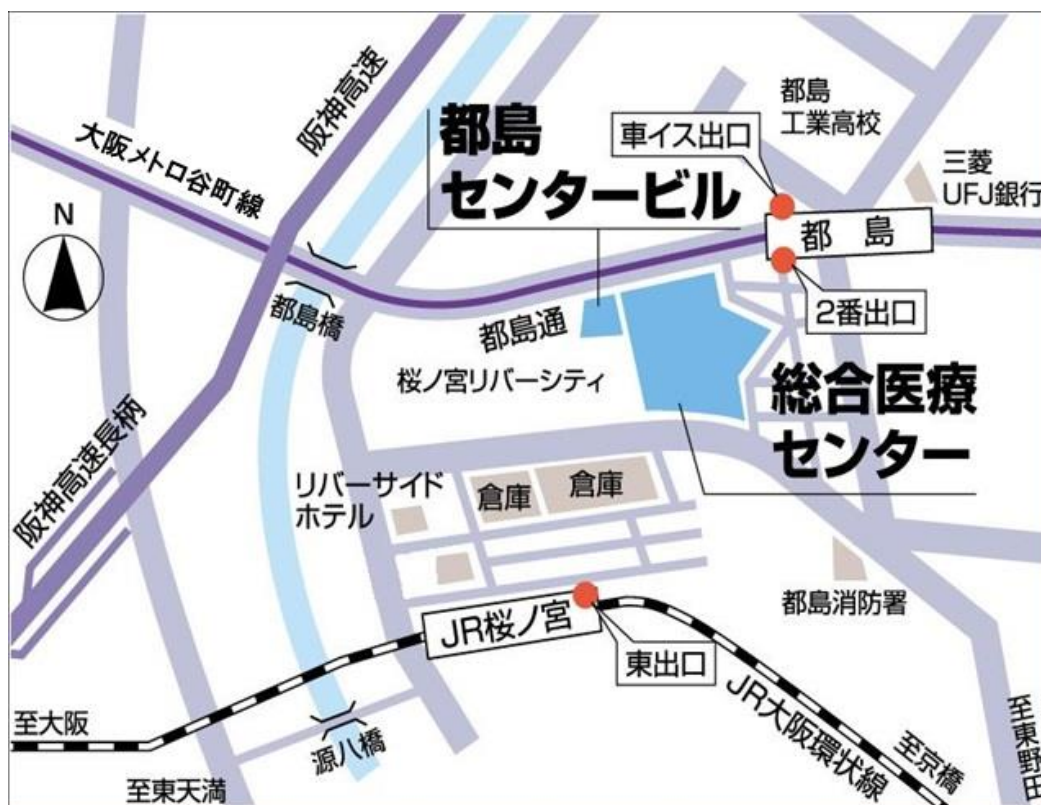 阪神高速
大阪メトロ谷町線
都島
センタービル
車イス出口
都島
工業高校
三菱
UFJ銀行
N
都島
2番出口
都島橋
都島通
桜ノ宮リバーシティ
総合医療
センター
阪神高速長柄
リバーサイド
ホテル
倉庫
倉庫
都島消防署
JR桜ノ宮
東出口
JR大阪環状線
至大阪
源八橋
至京橋
至東野田
至東天満